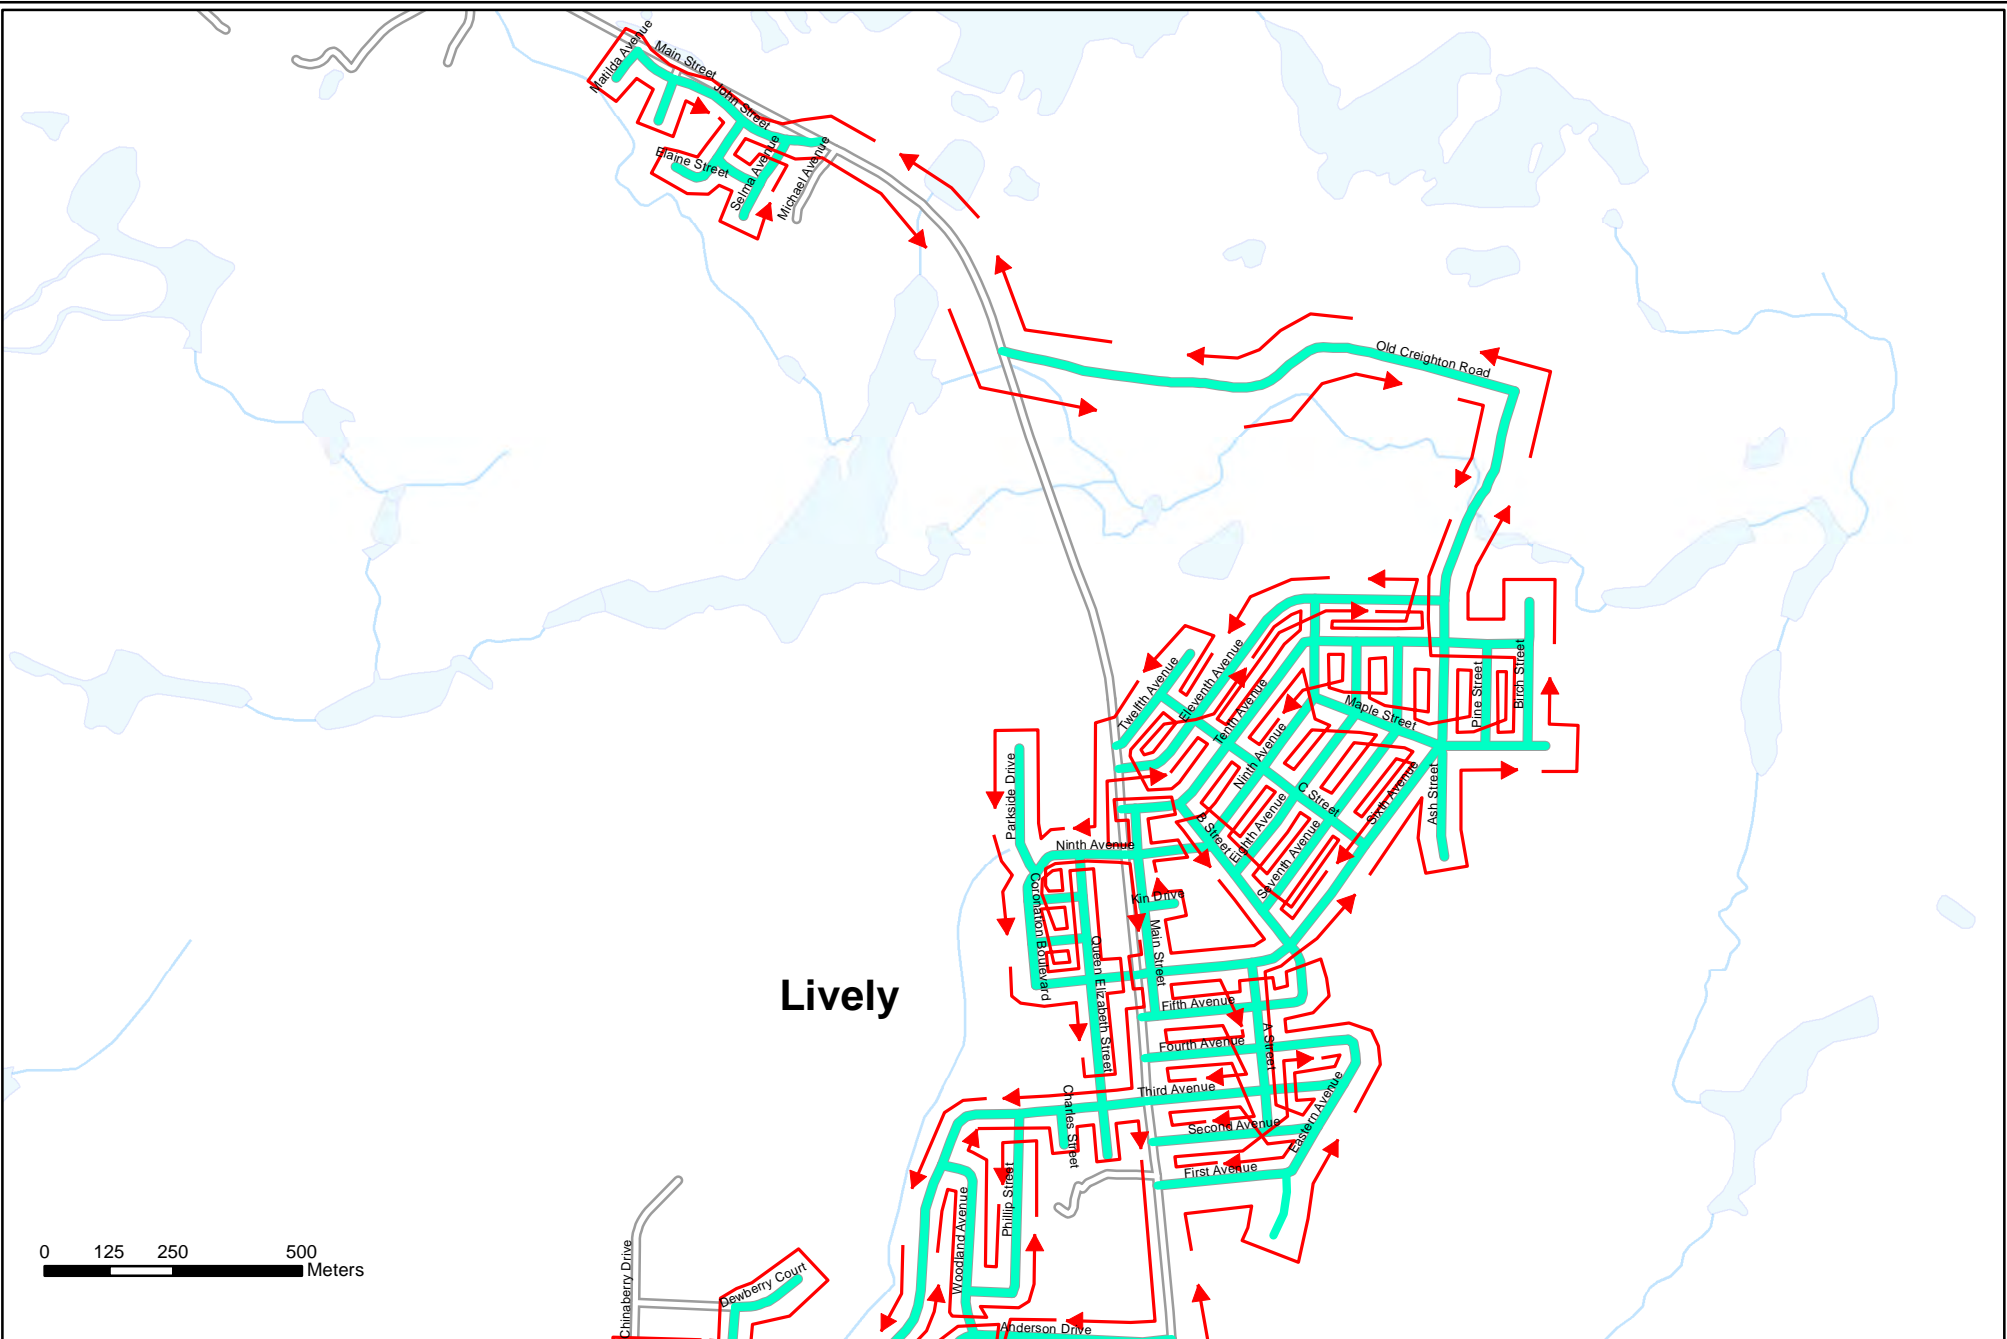 Matilda Avenue
Main Street
John Street
Elaine Street
Selma Avenue
Michael Avenue
Old Creighton Road
Twelfth Avenue
Eleventh Avenue
Tenth Avenue
Ninth Avenue
Maple Street
Pine Street
Birch Street
Parkside Drive
C Street
Sixth Avenue
Ash Street
B Street
Eighth Avenue
Seventh Avenue
Ninth Avenue
Coronation Boulevard
Kin Drive
Main Street
Queen Elizabeth Street
Lively
Fifth Avenue
A Street
Fourth Avenue
Third Avenue
Charles Street
Second Avenue
Eastern Avenue
First Avenue
Phillip Street
Woodland Avenue
0 125 250 500
Meters
Chinaberry Drive
Dewberry Court
Anderson Drive